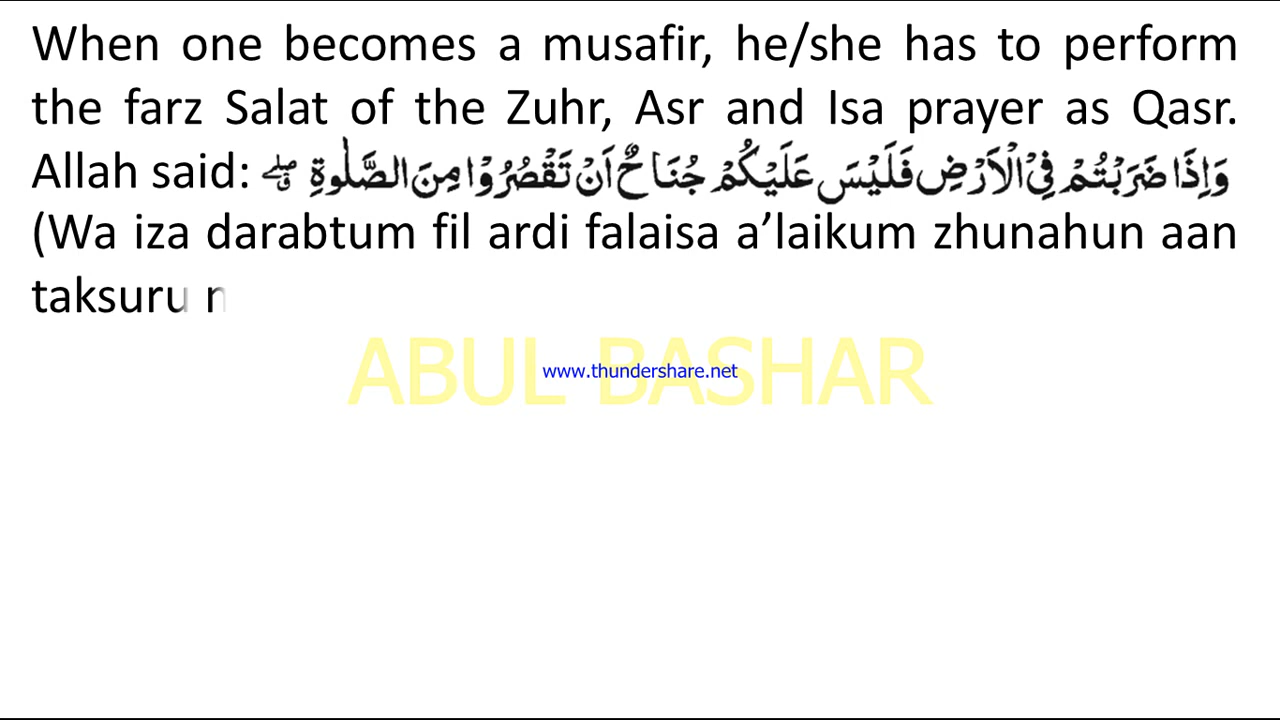 When one becomes a musafir, he/she has to perform
the farz Salat of the Zuhr, Asr and Isa prayer as Qasr.
Allah said: وَاِذَا ضَرَبْتُمْ فِى الْاَرْضِ فَلَيْسَ عَلَيْكُمْ جُنَاحٌ اَنْ تَقْصُرُوْا مِنَ الصَّلٰوةِ ۖ
(Wa iza darabtum fil ardi falaisa a’laikum zhunahun aan
taksuru
ABUL BASHAR
www.thundershare.net